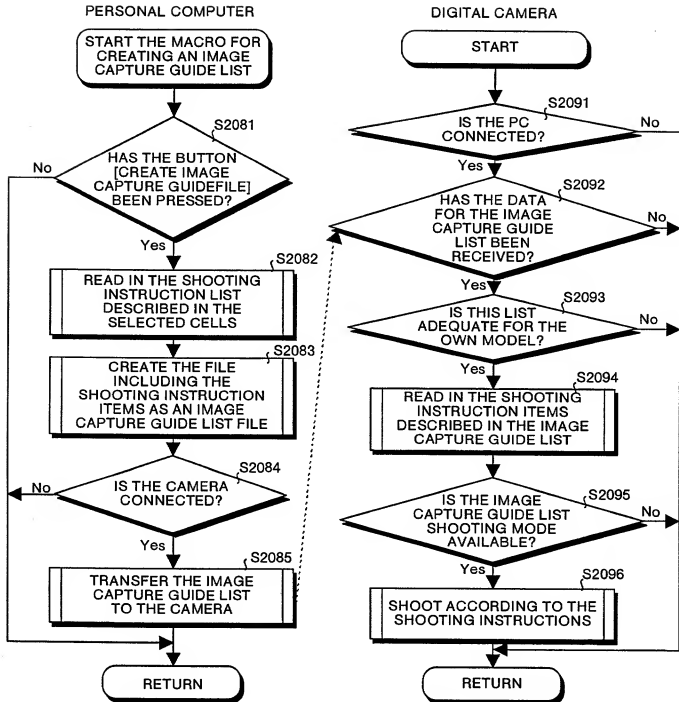 PERSONAL COMPUTER
START THE MACRO FOR
CREATING AN IMAGE
CAPTURE GUIDE LIST
S2081
HAS THE BUTTON
[CREATE IMAGE
CAPTURE GUIDEFILE]
BEEN PRESSED?
No
Yes
S2082
READ IN THE SHOOTING
INSTRUCTION LIST
DESCRIBED IN THE
SELECTED CELLS
S2083
CREATE THE FILE
INCLUDING THE
SHOOTING INSTRUCTION
ITEMS AS AN IMAGE
CAPTURE GUIDE LIST FILE
S2084
IS THE CAMERA
CONNECTED?
No
Yes
S2085
TRANSFER THE IMAGE
CAPTURE GUIDE LIST
TO THE CAMERA
RETURN
DIGITAL CAMERA
START
S2091
IS THE PC
CONNECTED?
No
Yes
S2092
HAS THE DATA
FOR THE IMAGE
CAPTURE GUIDE
LIST BEEN
RECEIVED?
No
Yes
S2093
IS THIS LIST
ADEQUATE FOR THE
OWN MODEL?
No
Yes
S2094
READ IN THE SHOOTING
INSTRUCTION ITEMS
DESCRIBED IN THE IMAGE
CAPTURE GUIDE LIST
S2095
IS THE IMAGE
CAPTURE GUIDE LIST
SHOOTING MODE
AVAILABLE?
No
Yes
S2096
SHOOT ACCORDING TO THE
SHOOTING INSTRUCTIONS
RETURN